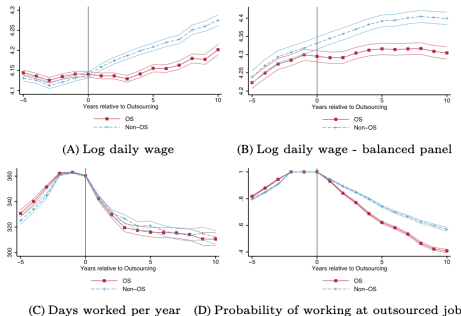 4.3
4.25
4.2
4.15
4.1
−5 0 5 10
Years relative to Outsourcing
OS
Non−OS
(A) Log daily wage
4.4
4.35
4.3
4.25
4.2
−5 0 5 10
Years relative to Outsourcing
OS
Non−OS
(B) Log daily wage - balanced panel
360
340
320
300
−5 0 5 10
Years relative to Outsourcing
OS
Non−OS
(C) Days worked per year
1
.8
.6
.4
−5 0 5 10
Years relative to Outsourcing
OS
Non−OS
(D) Probability of working at outsourced job